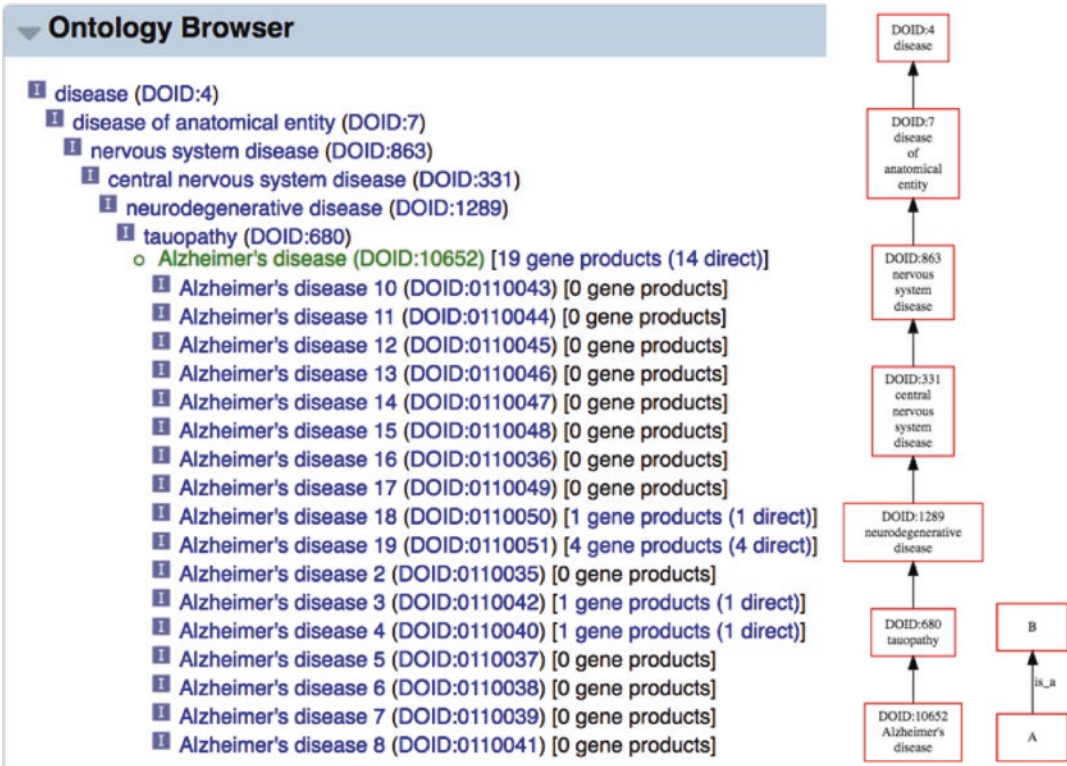 Ontology Browser
I disease (DOID:4)
I disease of anatomical entity (DOID:7)
I nervous system disease (DOID:863)
I central nervous system disease (DOID:331)
I neurodegenerative disease (DOID:1289)
I tauopathy (DOID:680)
Alzheimer's disease (DOID:10652) [19 gene products (14 direct)]
I Alzheimer's disease 10 (DOID:0110043) [0 gene products]
I Alzheimer's disease 11 (DOID:0110044) [0 gene products]
I Alzheimer's disease 12 (DOID:0110045) [0 gene products]
I Alzheimer's disease 13 (DOID:0110046) [0 gene products]
I Alzheimer's disease 14 (DOID:0110047) [0 gene products]
I Alzheimer's disease 15 (DOID:0110048) [0 gene products]
I Alzheimer's disease 16 (DOID:0110036) [0 gene products]
I Alzheimer's disease 17 (DOID:0110049) [0 gene products]
I Alzheimer's disease 18 (DOID:0110050) [1 gene products (1 direct)]
I Alzheimer's disease 19 (DOID:0110051) [4 gene products (4 direct)]
I Alzheimer's disease 2 (DOID:0110035) [0 gene products]
I Alzheimer's disease 3 (DOID:0110042) [1 gene products (1 direct)]
I Alzheimer's disease 4 (DOID:0110040) [1 gene products (1 direct)]
I Alzheimer's disease 5 (DOID:0110037) [0 gene products]
I Alzheimer's disease 6 (DOID:0110038) [0 gene products]
I Alzheimer's disease 7 (DOID:0110039) [0 gene products]
I Alzheimer's disease 8 (DOID:0110041) [0 gene products]
DOID:4
disease
DOID:7
disease
of
anatomical
entity
DOID:863
nervous
system
disease
DOID:331
central
nervous
system
disease
DOID:1289
neurodegenerative
disease
DOID:680
tauopathy
DOID:10652
Alzheimer's
disease
B
is_a
A